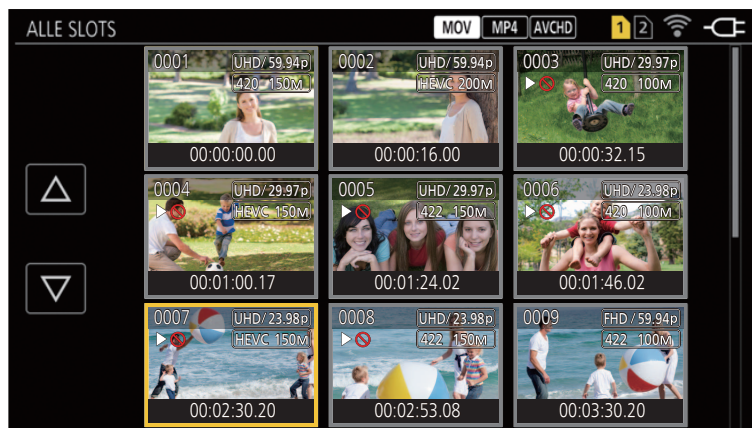 ALLE SLOTS MOV MP4 AVCHD 1 2
0001 UHD/59.94p 0002 UHD/59.94p 0003 UHD/29.97p
420 150M HEVC 200M 420 100M
00:00:00.00 00:00:16.00 00:00:32.15
0004 UHD/29.97p 0005 UHD/29.97p 0006 UHD/23.98p
HEVC 150M 422 150M 420 100M
00:01:00.17 00:01:24.02 00:01:46.02
0007 UHD/23.98p 0008 UHD/23.98p 0009 FHD/59.94p
HEVC 150M 422 150M 422 100M
00:02:30.20 00:02:53.08 00:03:30.20